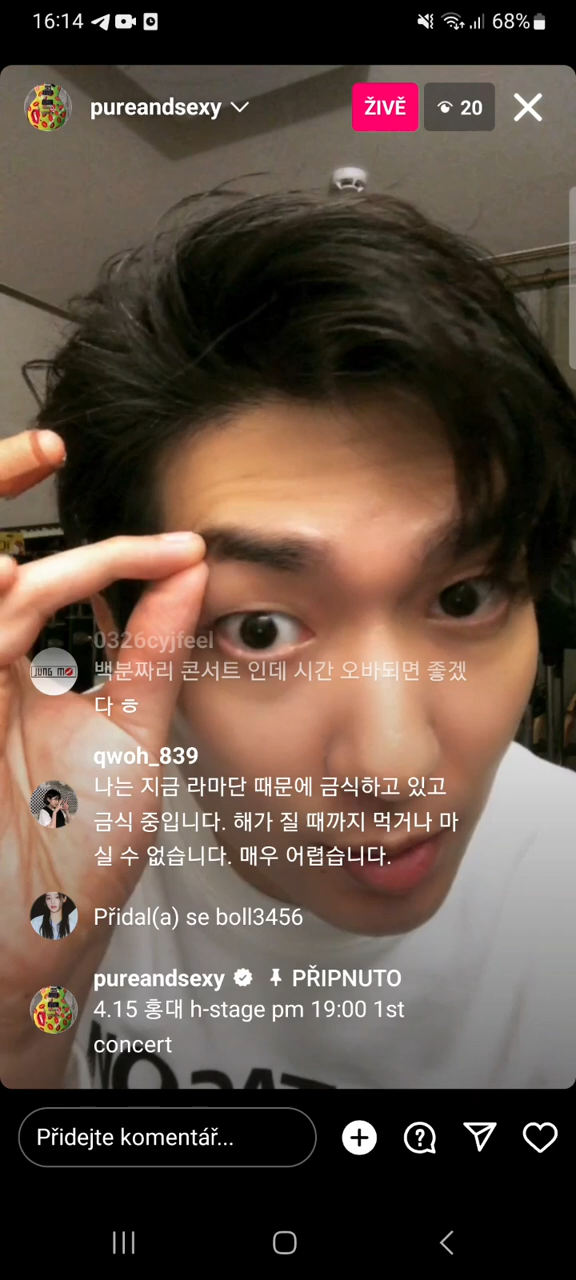 16:14
68%
pureandsexy
ŽIVĚ
20
0326cyjfeel
백분짜리 콘서트 인데 시간 오바되면 좋겠
다 ㅎ
JUNG MO
qwoh_839
나는 지금 라마단 때문에 금식하고 있고
금식 중입니다. 해가 질 때까지 먹거나 마
실 수 없습니다. 매우 어렵습니다.
Přidal(a) se boll3456
pureandsexy PŘIPNUTO
4.15 홍대 h-stage pm 19:00 1st
concert
Přidejte komentář...